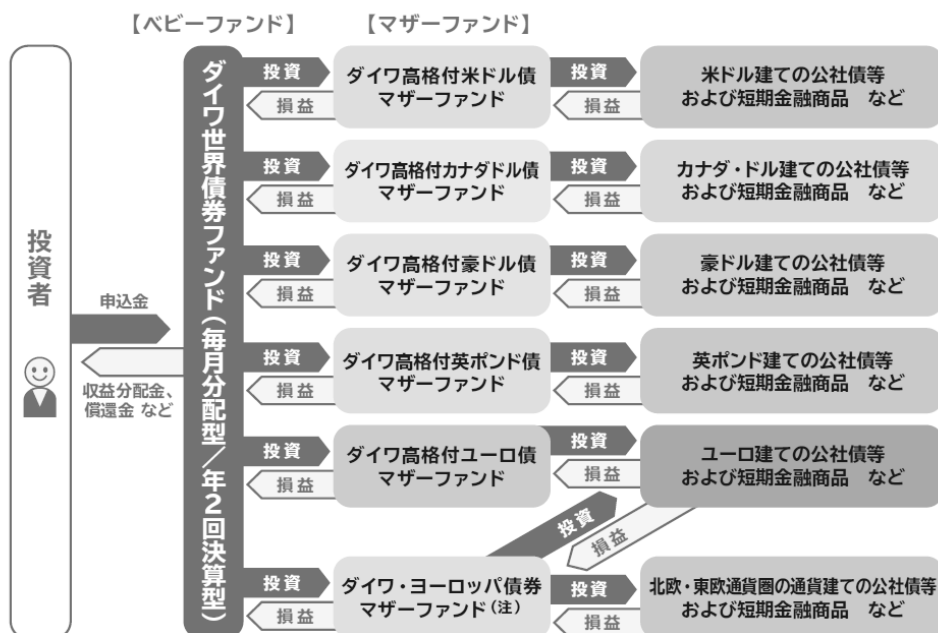 【ベビーファンド】
【マザーファンド】
投資者
申込金
収益分配金、
償還金 など
ダイワ世界債券ファンド(毎月分配型/年2回決算型)
投資
損益
ダイワ高格付米ドル債
マザーファンド
投資
損益
米ドル建ての公社債等
および短期金融商品 など
投資
損益
ダイワ高格付カナダドル債
マザーファンド
投資
損益
カナダ・ドル建ての公社債等
および短期金融商品 など
投資
損益
ダイワ高格付豪ドル債
マザーファンド
投資
損益
豪ドル建ての公社債等
および短期金融商品 など
投資
損益
ダイワ高格付英ポンド債
マザーファンド
投資
損益
英ポンド建ての公社債等
および短期金融商品 など
投資
損益
ダイワ高格付ユーロ債
マザーファンド
投資
損益
ユーロ建ての公社債等
および短期金融商品 など
投資
損益
投資
損益
ダイワ・ヨーロッパ債券
マザーファンド(注)
投資
損益
北欧・東欧通貨圏の通貨建ての公社債等
および短期金融商品 など